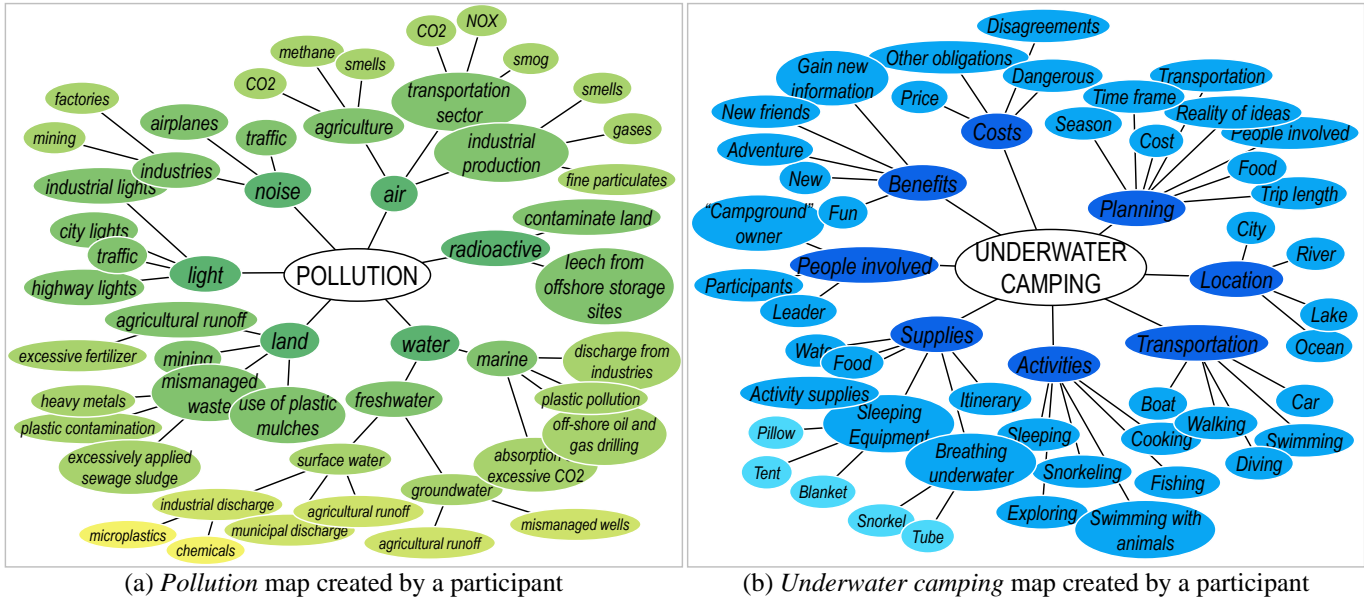 CO2
NOX
methane
smells
smog
CO2
transportation
sector
smells
factories
airplanes
agriculture
gases
mining
traffic
industrial
production
industries
industrial lights
noise
air
fine particulates
contaminate land
city lights
traffic
radioactive
light
POLLUTION
leech from
offshore storage
sites
highway lights
agricultural runoff
land
water
marine
discharge from
industries
excessive fertilizer
mining
mismanaged
waste
use of plastic
mulches
freshwater
plastic pollution
heavy metals
off-shore oil and
gas drilling
plastic contamination
absorption
excessive CO2
excessively applied
sewage sludge
surface water
groundwater
industrial discharge
agricultural runoff
mismanaged wells
microplastics
municipal discharge
agricultural runoff
chemicals
(a) Pollution map created by a participant
Disagreements
Other obligations
Gain new
information
Dangerous
Transportation
Price
Time frame
Reality of ideas
New friends
Costs
Season
Cost
People involved
Adventure
Food
New
Benefits
Planning
Trip length
“Campground”
owner
Fun
City
UNDERWATER
CAMPING
River
People involved
Location
Participants
Leader
Lake
Supplies
Ocean
Food
Activities
Transportation
Activity supplies
Itinerary
Boat
Car
Pillow
Sleeping
Equipment
Sleeping
Cooking
Walking
Swimming
Tent
Breathing
underwater
Snorkeling
Diving
Blanket
Fishing
Snorkel
Exploring
Swimming with
animals
Tube
(b) Underwater camping map created by a participant